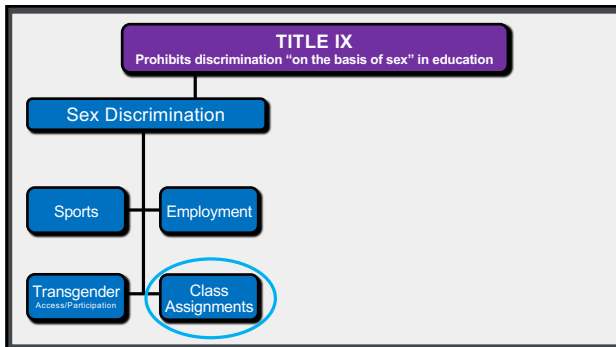 TITLE IX
Prohibits discrimination “on the basis of sex” in education
Sex Discrimination
Sports
Employment
Transgender
Access/Participation
Class
Assignments